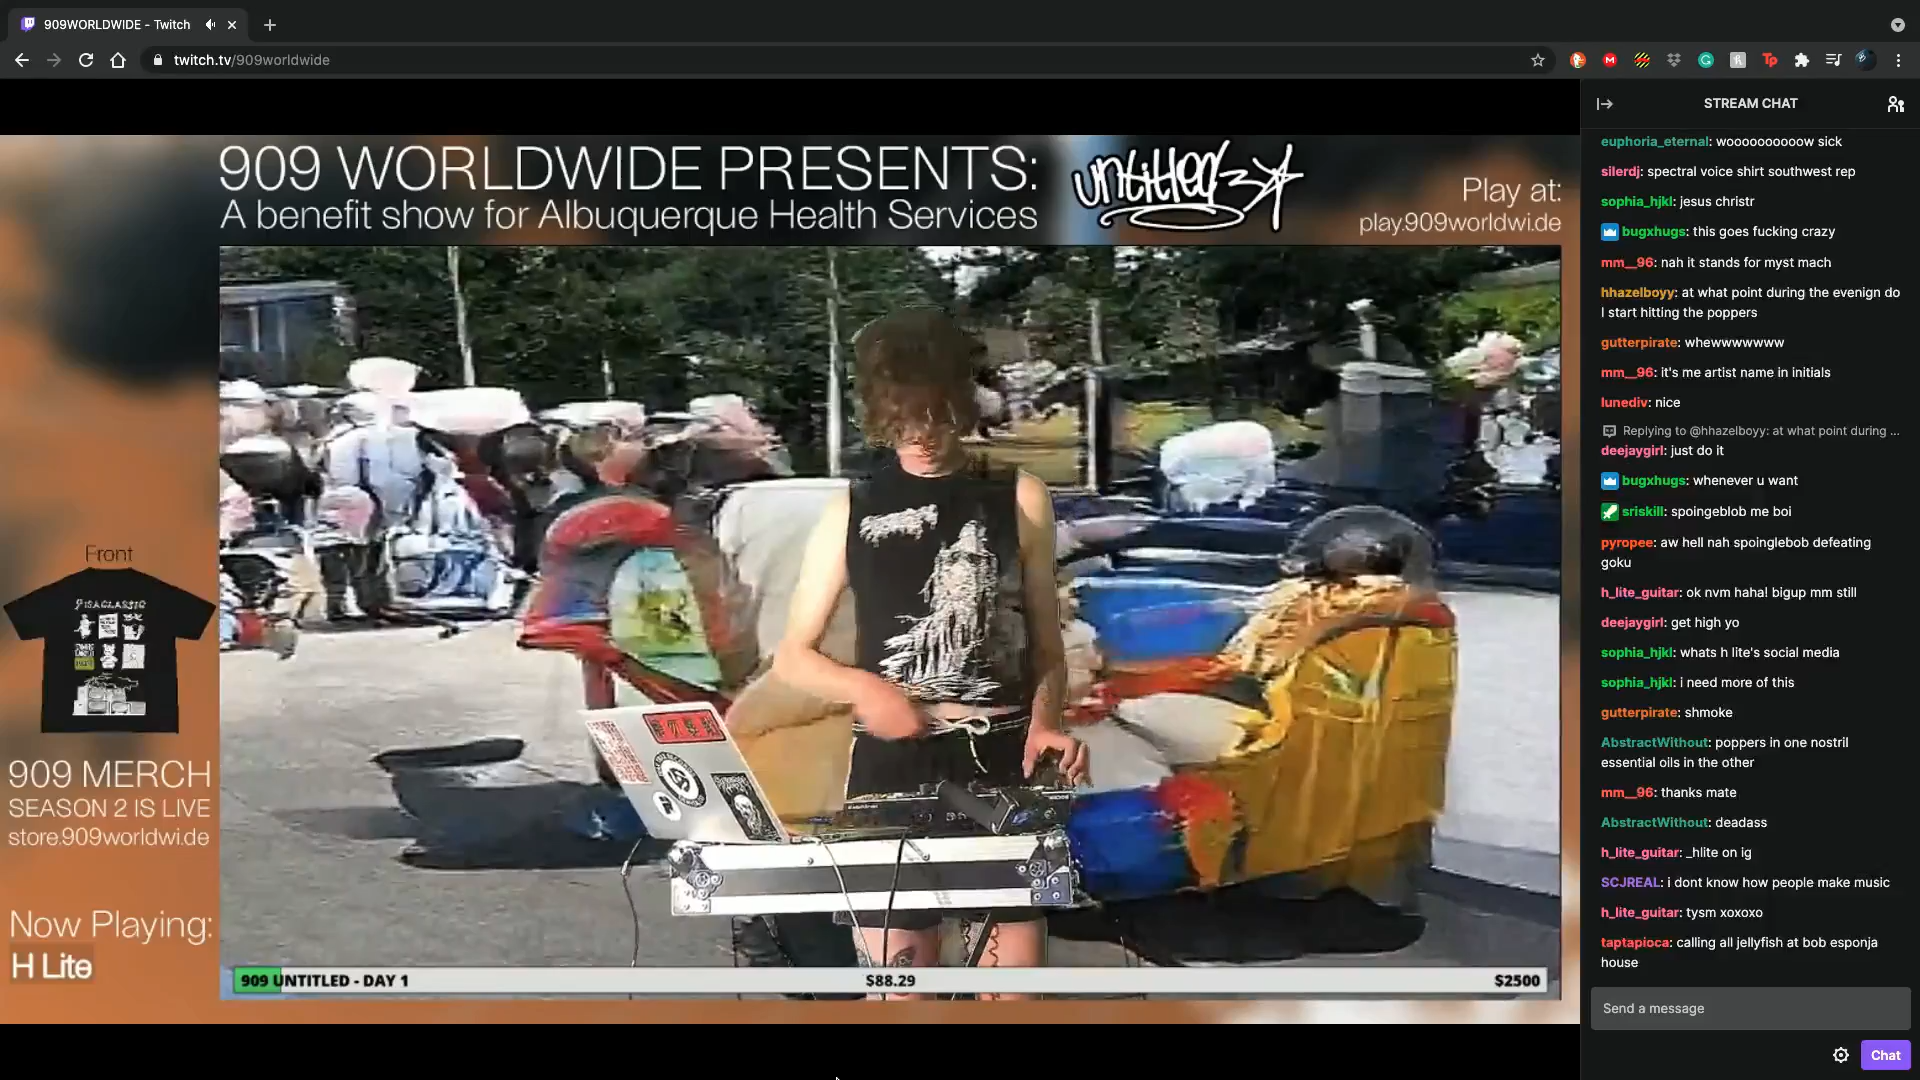 909WORLDWIDE - Twitch
twitch.tv/909worldwide
909 WORLDWIDE PRESENTS:
A benefit show for Albuquerque Health Services
untitled3
Play at:
play.909worldwi.de
Front
909 MERCH
SEASON 2 IS LIVE
store.909worldwi.de
Now Playing:
H Lite
909 UNTITLED - DAY 1
$88.29
$2500
STREAM CHAT
euphoria_eternal: woooooooooow sick
silerdj: spectral voice shirt southwest rep
sophia_hjkl: jesus christr
bugxhugs: this goes fucking crazy
mm__96: nah it stands for myst mach
hhazelboyy: at what point during the evenign do
I start hitting the poppers
gutterpirate: whewwwwwww
mm__96: it's me artist name in initials
lunediv: nice
Replying to @hhazelboyy: at what point during ...
deejaygirl: just do it
bugxhugs: whenever u want
sriskill: spoingeblob me boi
pyropee: aw hell nah spoinglebob defeating
goku
h_lite_guitar: ok nvm haha! bigup mm still
deejaygirl: get high yo
sophia_hjkl: whats h lite's social media
sophia_hjkl: i need more of this
gutterpirate: shmoke
AbstractWithout: poppers in one nostril
essential oils in the other
mm__96: thanks mate
AbstractWithout: deadass
h_lite_guitar: _hlite on ig
SCJREAL: i dont know how people make music
h_lite_guitar: tysm xoxoxo
taptapioca: calling all jellyfish at bob esponja
house
Send a message
Chat